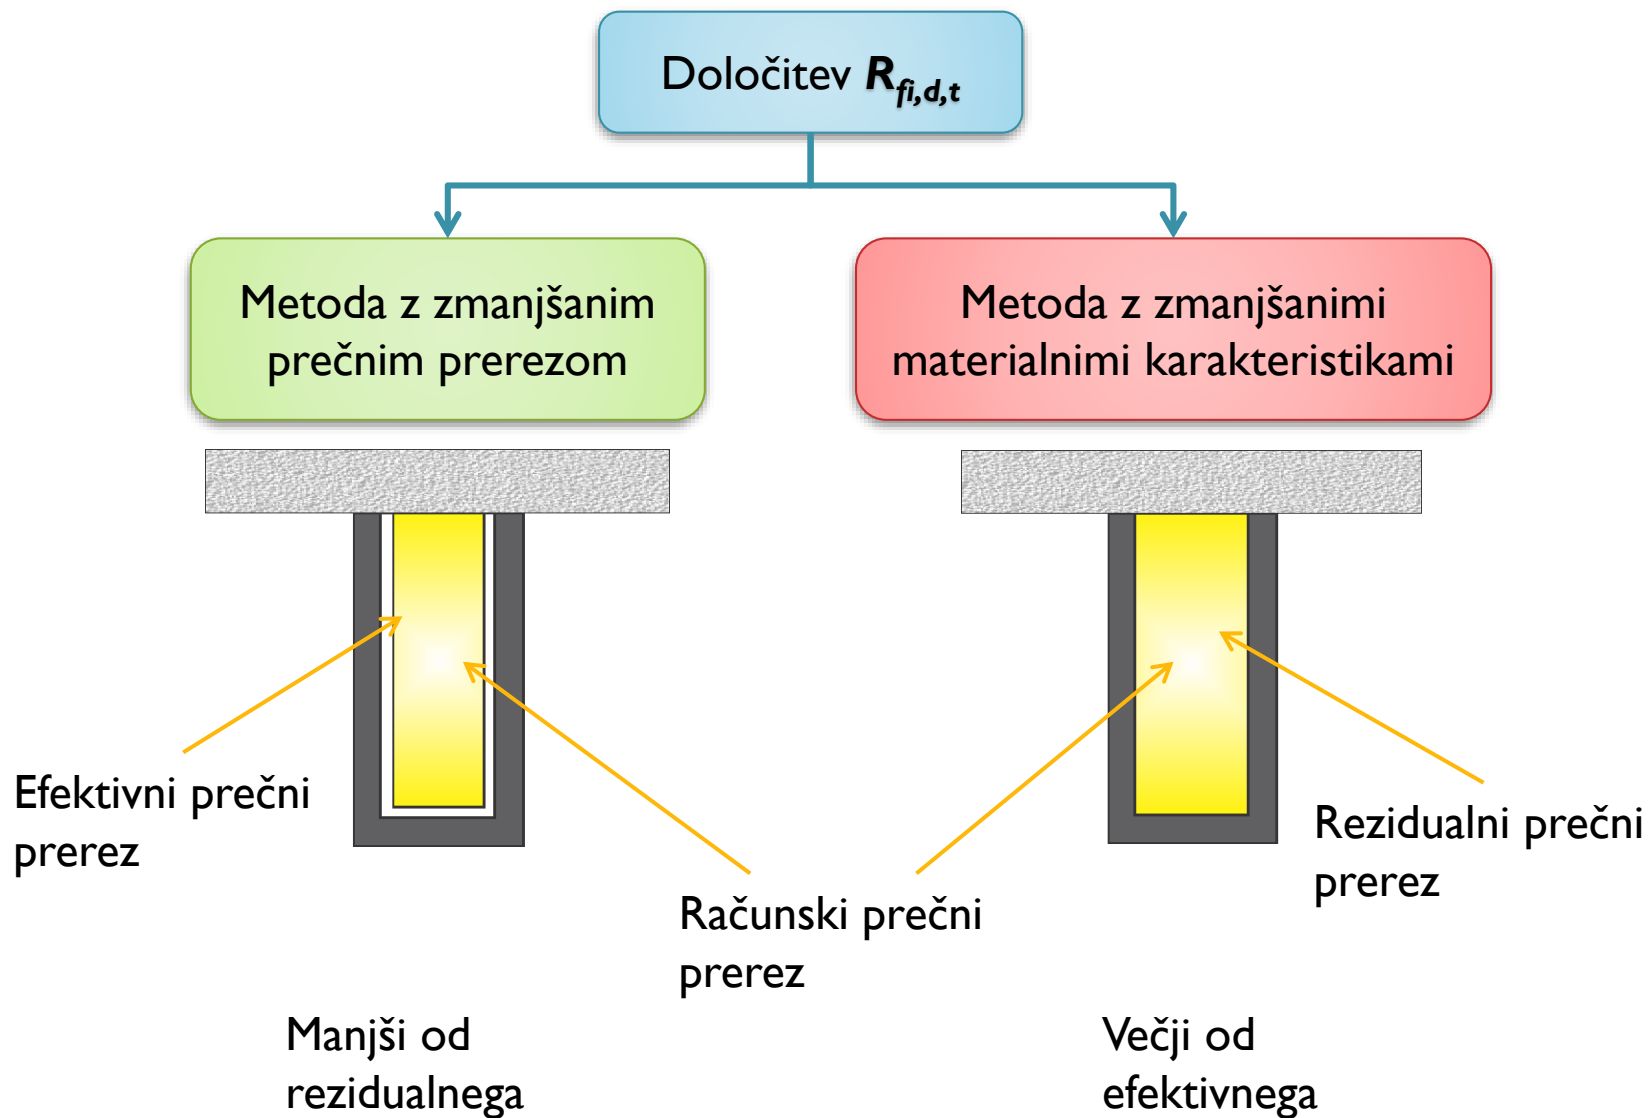 Določitev R fi,d,t
Metoda z zmanjšanim
prečnim prerezom
Metoda z zmanjšanimi
materialnimi karakteristikami
Efektivni prečni
prerez
Računski prečni
prerez
Rezidualni prečni
prerez
Manjši od
rezidualnega
Večji od
efektivnega